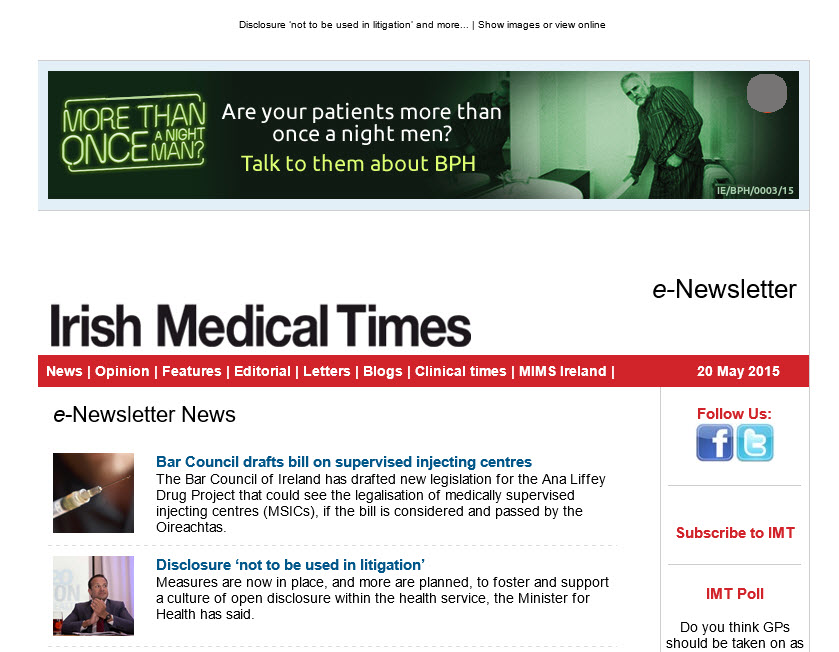 Disclosure ‘not to be used in litigation’ and more... | Show images or view online
MORE THAN
ONCE A NIGHT
MAN?
Are your patients more than
once a night men?
Talk to them about BPH
IE/BPH/0003/15
e-Newsletter
Irish Medical Times
News | Opinion | Features | Editorial | Letters | Blogs | Clinical times | MIMS Ireland |
20 May 2015
e-Newsletter News
Bar Council drafts bill on supervised injecting centres
The Bar Council of Ireland has drafted new legislation for the Ana Liffey
Drug Project that could see the legalisation of medically supervised
injecting centres (MSICs), if the bill is considered and passed by the
Oireachtas.
Disclosure ‘not to be used in litigation’
Measures are now in place, and more are planned, to foster and support
a culture of open disclosure within the health service, the Minister for
Health has said.
Follow Us:
f t
Subscribe to IMT
IMT Poll
Do you think GPs
should be taken on as